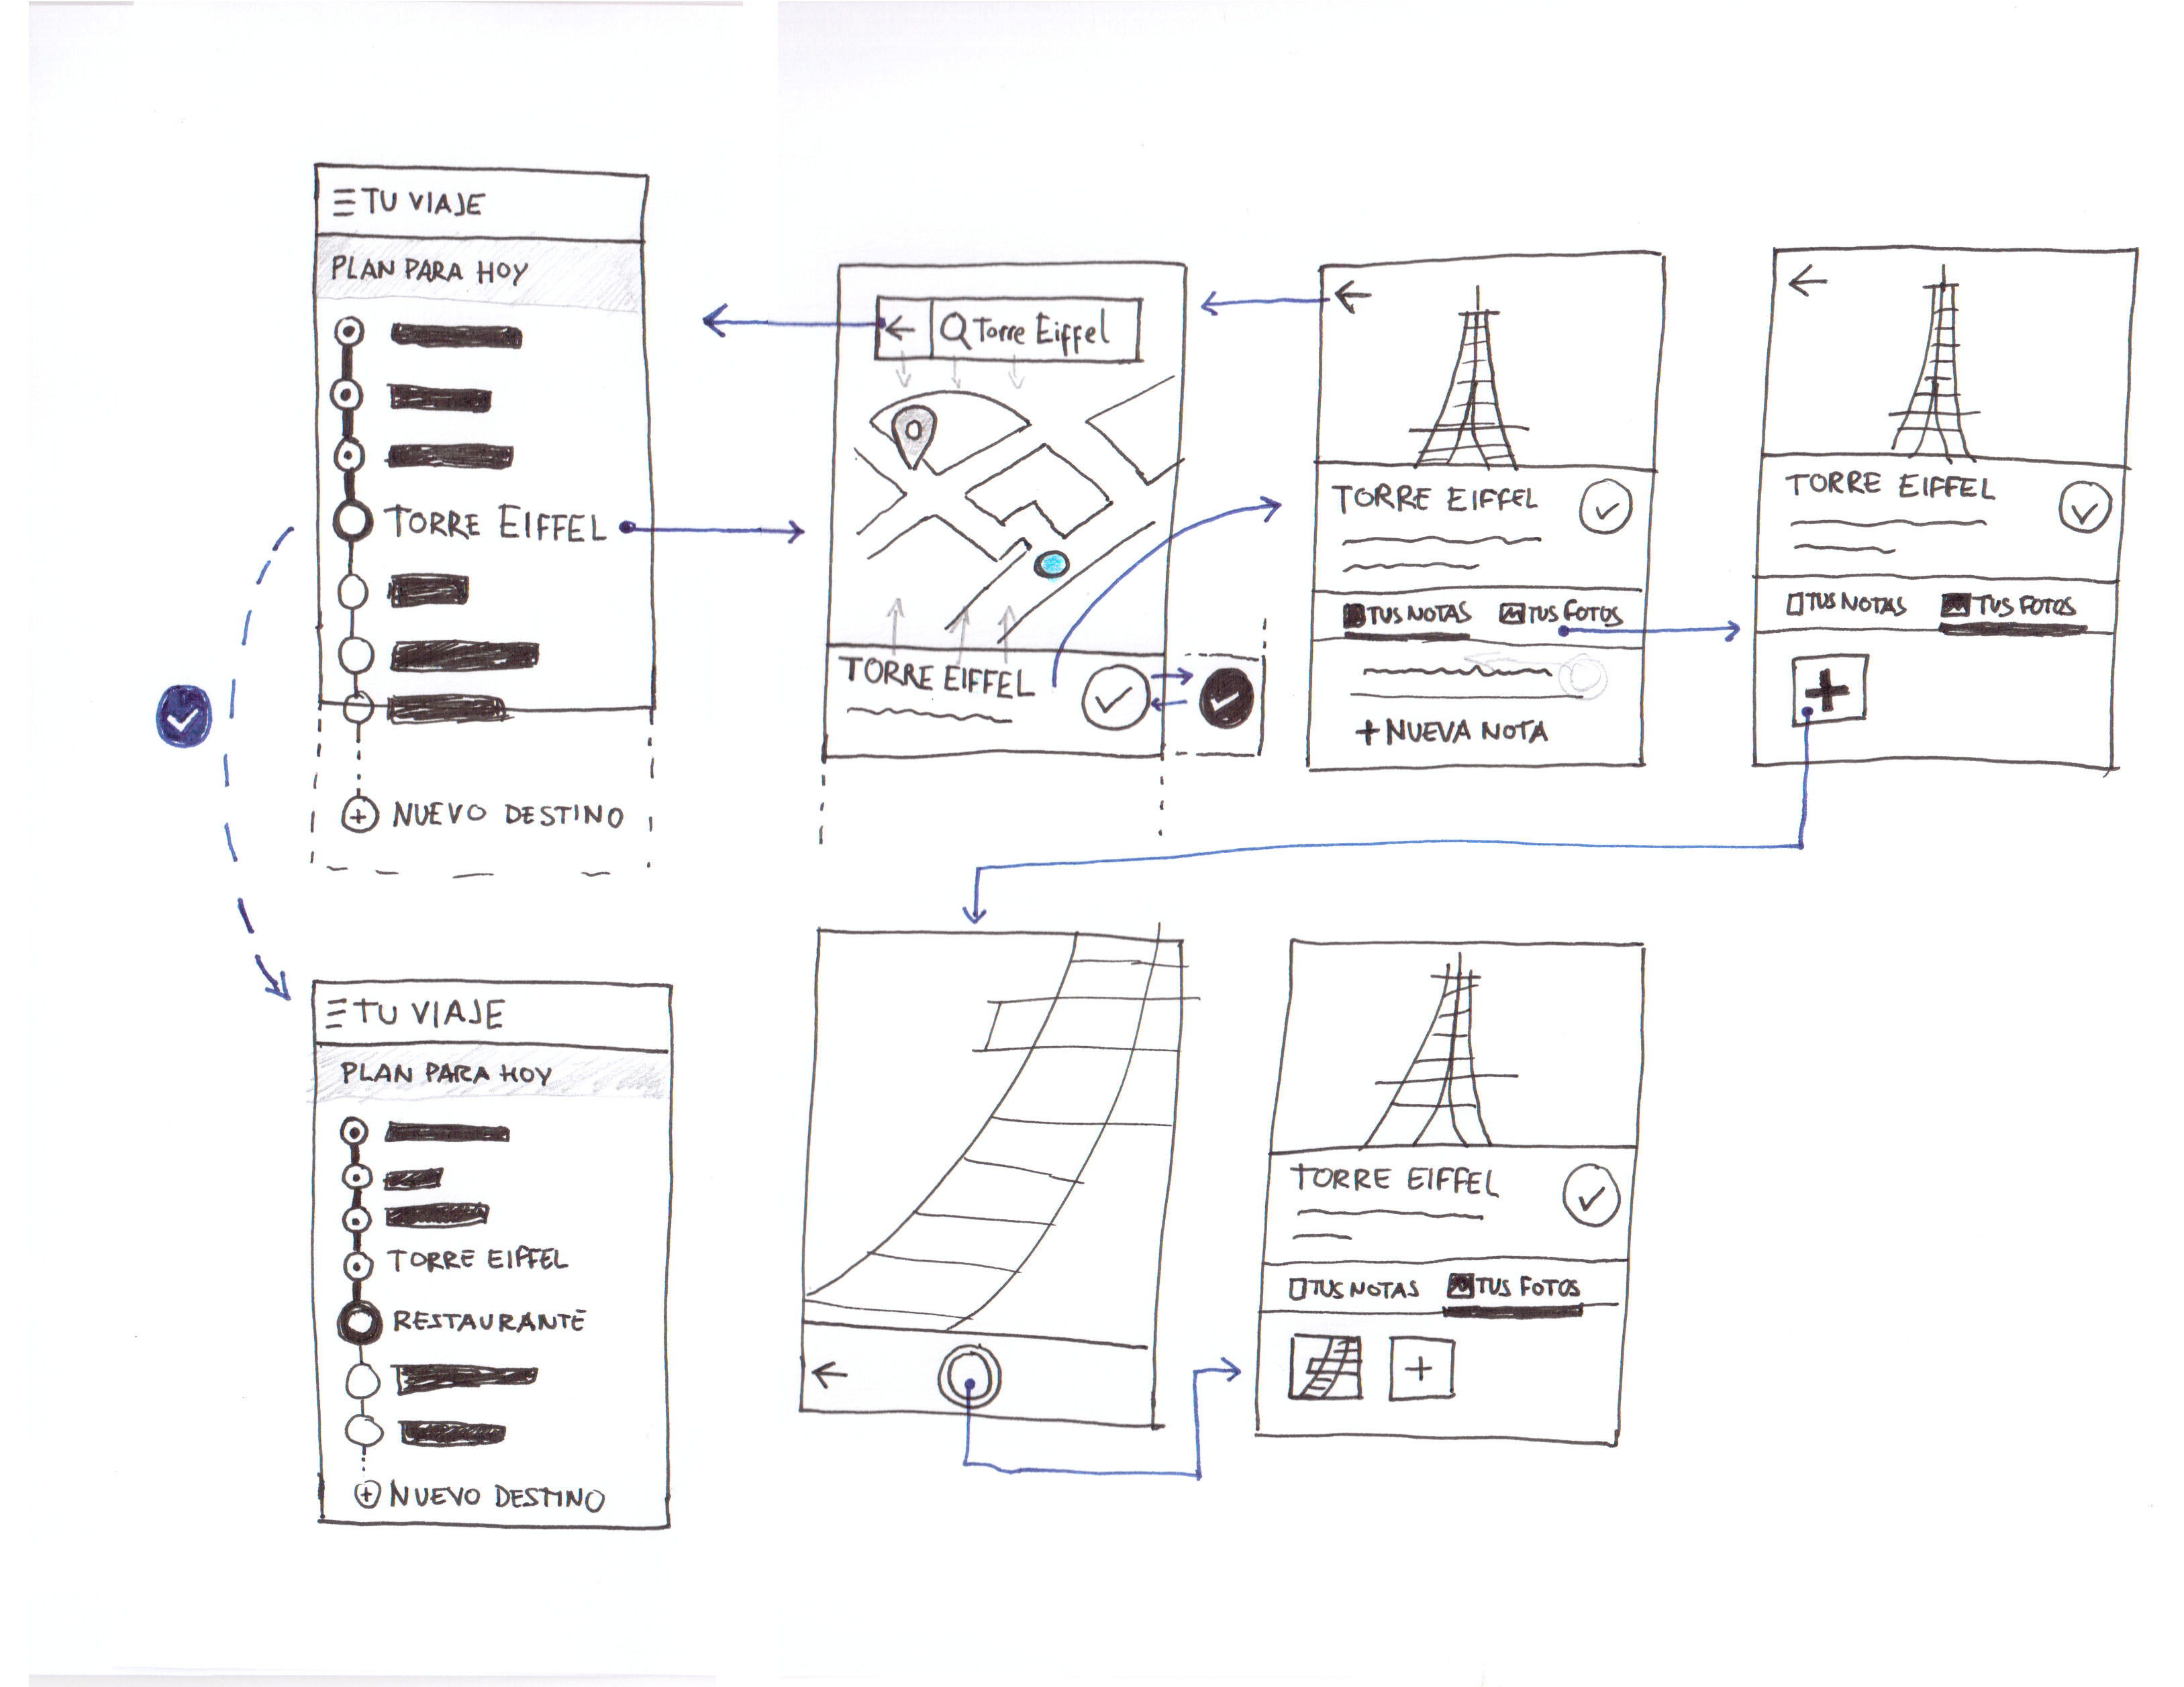 TU VIAJE
PLAN PARA HOY
TORRE EIFFEL
NUEVO DESTINO
Torre Eiffel
TORRE EIFFEL
TORRE EIFFEL
TUS NOTAS TUS FOTOS
+ NUEVA NOTA
TORRE EIFFEL
TUS NOTAS TUS FOTOS
TU VIAJE
PLAN PARA HOY
TORRE EIFFEL
RESTAURANTE
NUEVO DESTINO
TORRE EIFFEL
TUS NOTAS TUS FOTOS